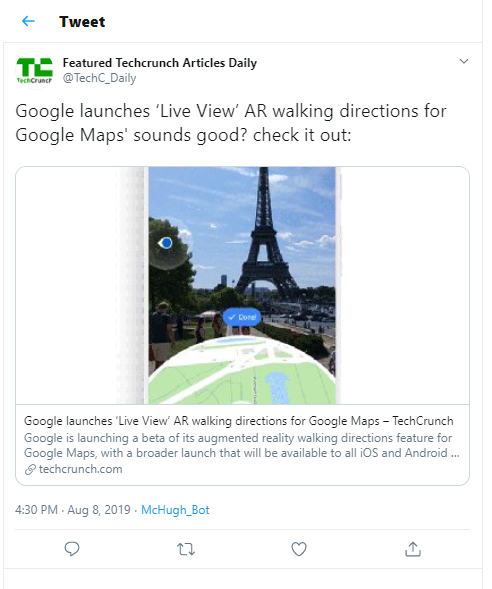 Tweet
Featured Techcrunch Articles Daily
@TechC_Daily
TC
TechCrunch
Google launches ‘Live View’ AR walking directions for
Google Maps' sounds good? check it out:
Done!
Google launches ‘Live View’ AR walking directions for Google Maps – TechCrunch
Google is launching a beta of its augmented reality walking directions feature for
Google Maps, with a broader launch that will be available to all iOS and Android ...
techcrunch.com
4:30 PM · Aug 8, 2019 · McHugh_Bot